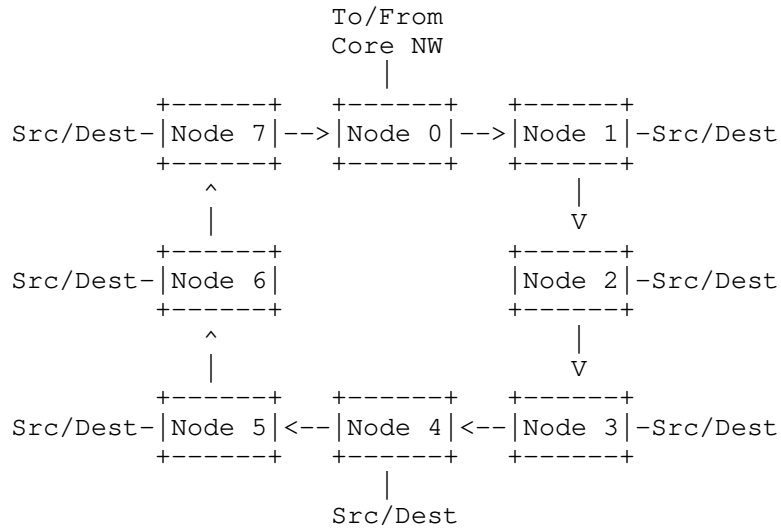 To/From
Core NW
|
+------+   +------+   +------+
Src/Dest-|Node 7|-->|Node 0|-->|Node 1|-Src/Dest
+------+   +------+   +------+
^                     |
|                     V
+------+              +------+
Src/Dest-|Node 6|              |Node 2|-Src/Dest
+------+              +------+
^                     |
|                     V
+------+   +------+   +------+
Src/Dest-|Node 5|<--|Node 4|<--|Node 3|-Src/Dest
+------+   +------+   +------+
|
Src/Dest